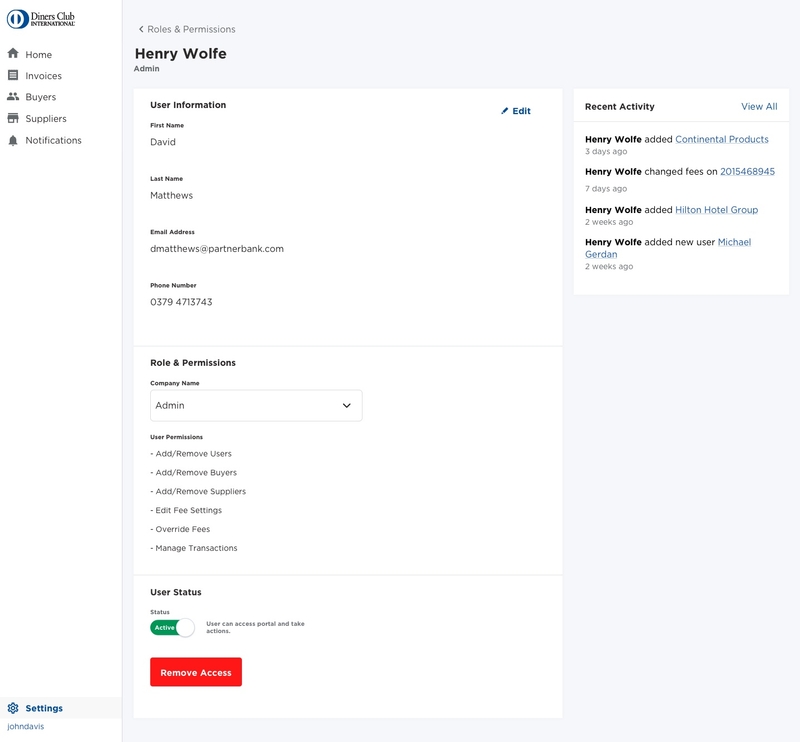 Diners Club
INTERNATIONAL
Home
Invoices
Buyers
Suppliers
Notifications
Settings
johndavis
Roles & Permissions
Henry Wolfe
Admin
User Information
Edit
First Name
David
Last Name
Matthews
Email Address
dmatthews@partnerbank.com
Phone Number
0379 4713743
Role & Permissions
Company Name
Admin
User Permissions
- Add/Remove Users
- Add/Remove Buyers
- Add/Remove Suppliers
- Edit Fee Settings
- Override Fees
- Manage Transactions
User Status
Status
Active
User can access portal and take
actions.
Remove Access
Recent Activity
View All
Henry Wolfe added Continental Products
3 days ago
Henry Wolfe changed fees on 2015468945
7 days ago
Henry Wolfe added Hilton Hotel Group
2 weeks ago
Henry Wolfe added new user Michael
Gerdan
2 weeks ago